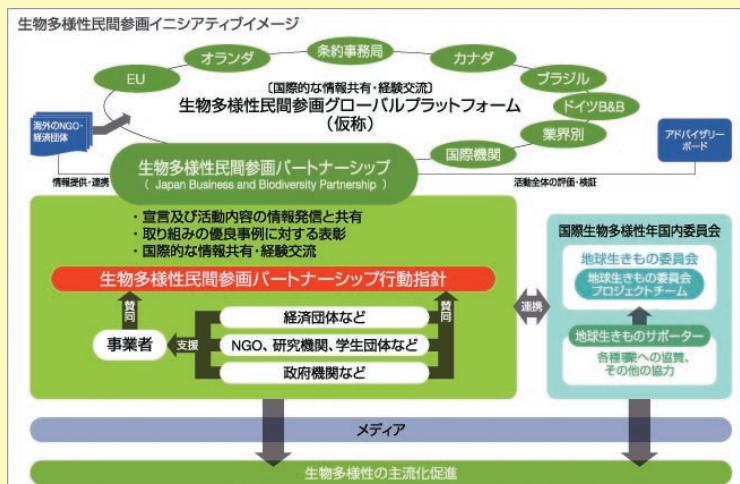 生物多様性民間参画イニシアティブイメージ
条約事務局
オランダ
カナダ
EU
ブラジル
ドイツB&B
業界別
国際機関
〔国際的な情報共有・経験交流〕
生物多様性民間参画グローバルプラットフォーム
（仮称）
海外のNGO・
経済団体
アドバイザリー
ボード
生物多様性民間参画パートナーシップ
（ Japan Business and Biodiversity Partnership ）
情報提供・連携
活動全体の評価・検証
・宣言及び活動内容の情報発信と共有
・取り組みの優良事例に対する表彰
・国際的な情報共有・経験交流
生物多様性民間参画パートナーシップ行動指針
賛同
賛同
事業者
支援
経済団体など
NGO、研究機関、学生団体など
政府機関など
連携
国際生物多様性年国内委員会
地球生きもの委員会
地球生きもの委員会
プロジェクトチーム
地球生きものサポーター
各種事業への協賛、
その他の協力
メディア
生物多様性の主流化促進